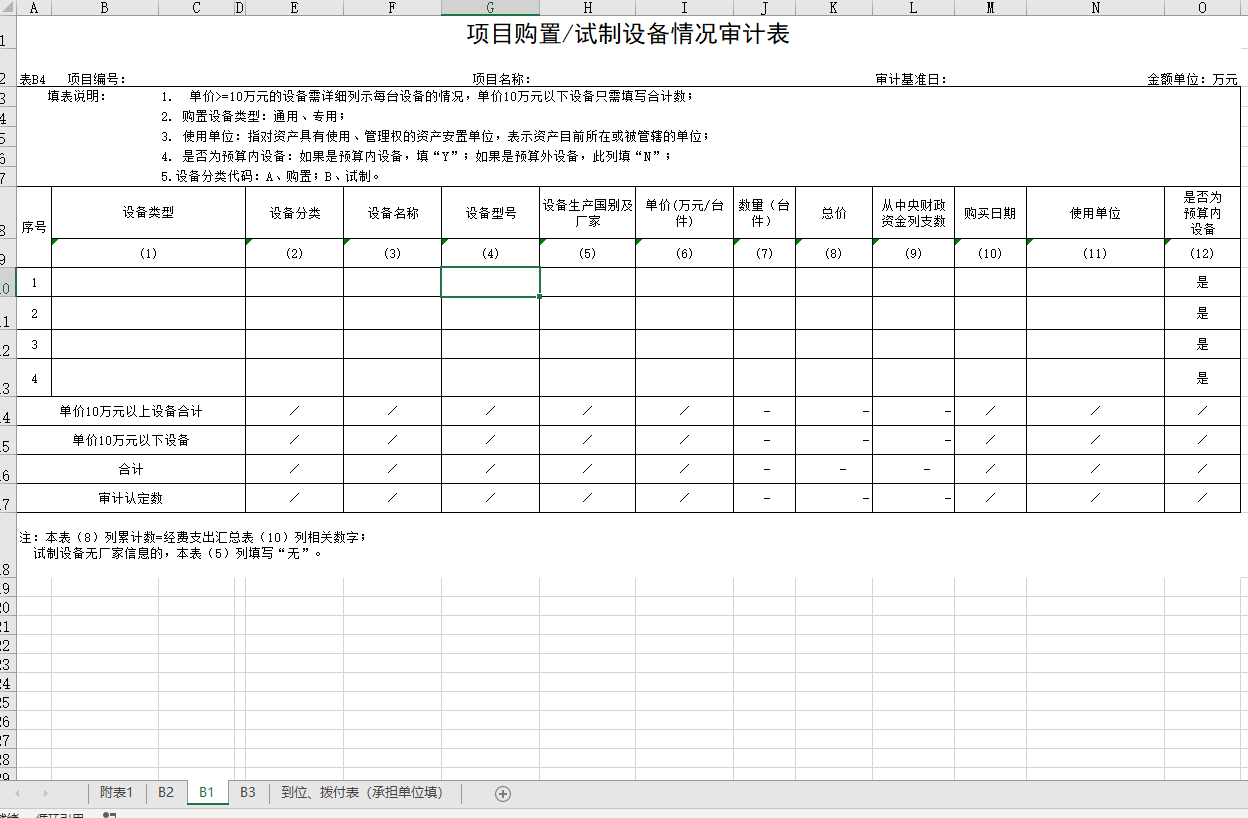 A B C D E F G H I J K L M N O
项目购置/试制设备情况审计表
表B4 项目编号: 项目名称: 审计基准日: 金额单位: 万元
填表说明: 1. 单价>=10万元的设备需详细列示每台设备的情况, 单价10万元以下设备只需填写合计数;
2. 购置设备类型: 通用、专用;
3. 使用单位: 指对资产具有使用、管理权的资产安置单位, 表示资产目前所在或被管辖的单位;
4. 是否为预算内设备: 如果是预算内设备, 填“Y”; 如果是预算外设备, 此列填“N”;
5.设备分类代码: A、购置; B、试制。
序号 设备类型 设备分类 设备名称 设备型号 设备生产国别及厂家 单价(万元/台件) 数量(台件) 总价 从中央财政资金列支数 购买日期 使用单位 是否为预算内设备
(1) (2) (3) (4) (5) (6) (7) (8) (9) (10) (11) (12)
1 是
2 是
3 是
4 是
单价10万元以上设备合计 / / / / / - - - / / /
单价10万元以下设备 / / / / / - - - / / /
合计 / / / / / - - - / / /
审计认定数 / / / / / - - - / / /
注: 本表(8)列累计数=经费支出汇总表(10)列相关数字;
试制设备无厂家信息的, 本表(5)列填写“无”。
附表1 B2 B1 B3 到位、拨付表(承担单位填)